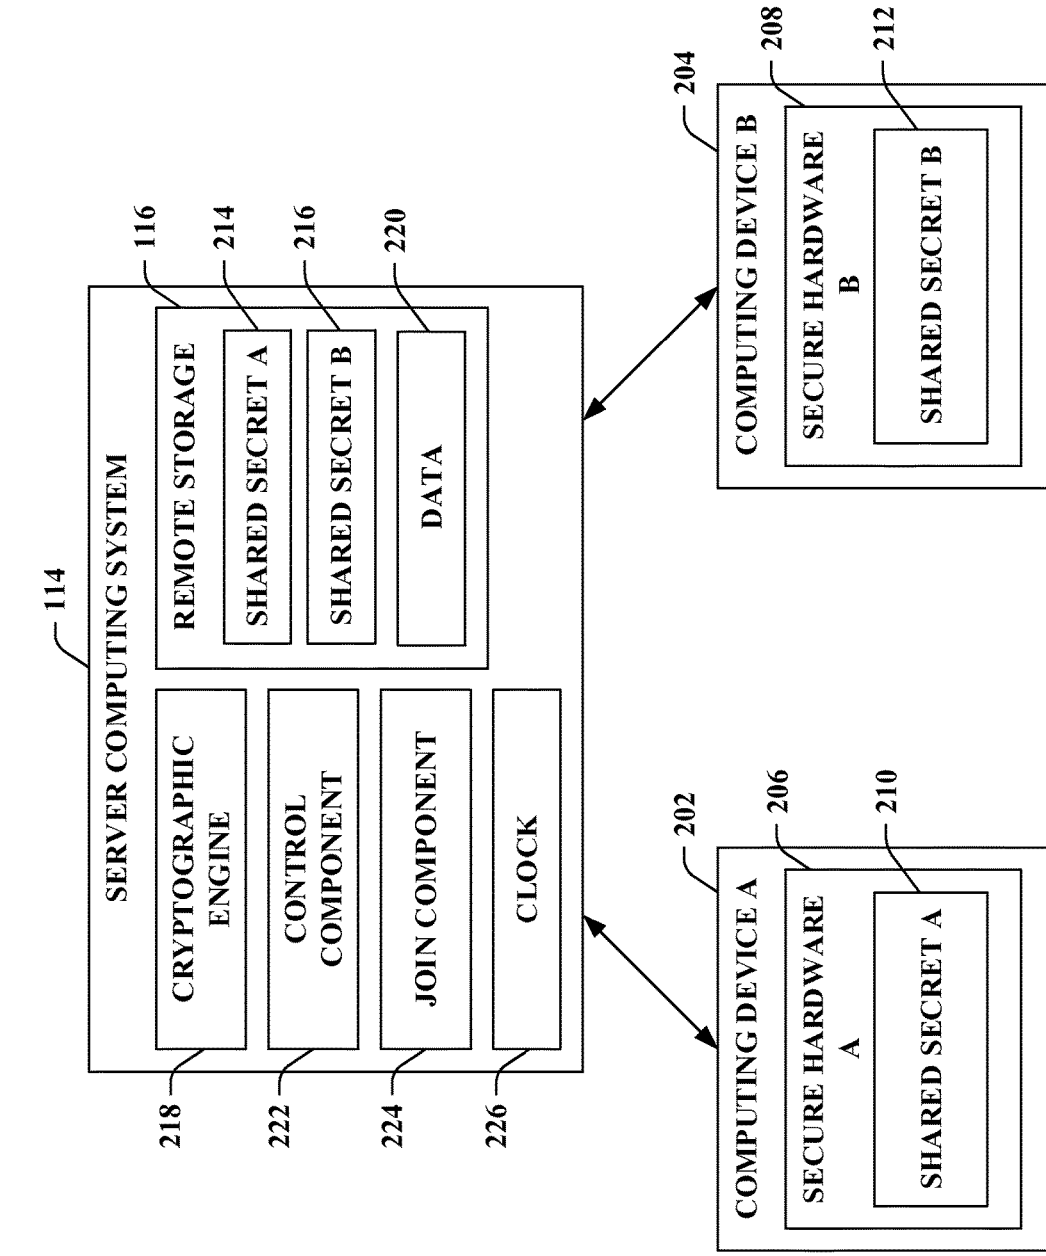 114
SERVER COMPUTING SYSTEM
218
CRYPTOGRAPHIC
ENGINE
222
CONTROL
COMPONENT
224
JOIN COMPONENT
226
CLOCK
REMOTE STORAGE
116
SHARED SECRET A
214
SHARED SECRET B
216
DATA
220
COMPUTING DEVICE A
202
SECURE HARDWARE
A
206
SHARED SECRET A
210
COMPUTING DEVICE B
204
SECURE HARDWARE
B
208
SHARED SECRET B
212